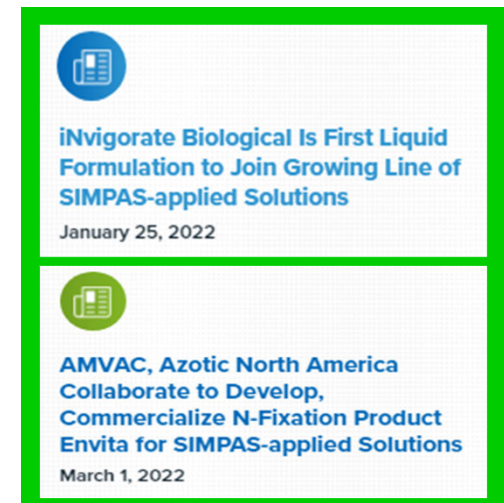 iNvigorate Biological Is First Liquid
Formulation to Join Growing Line of
SIMPAS-applied Solutions
January 25, 2022
AMVAC, Azotic North America
Collaborate to Develop,
Commercialize N-Fixation Product
Envita for SIMPAS-applied Solutions
March 1, 2022